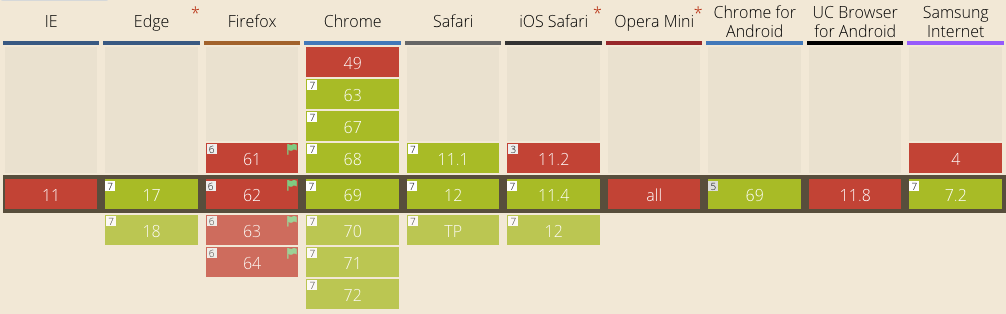 IE Edge * Firefox Chrome Safari iOS Safari * Opera Mini * Chrome for Android UC Browser for Android Samsung Internet
49
7 63
7 67
6 61 7 68 7 11.1 3 11.2 4
11 7 17 6 62 7 69 7 12 7 11.4 all 5 69 11.8 7 7.2
7 18 6 63 7 70 7 TP 7 12
6 64 7 71
7 72